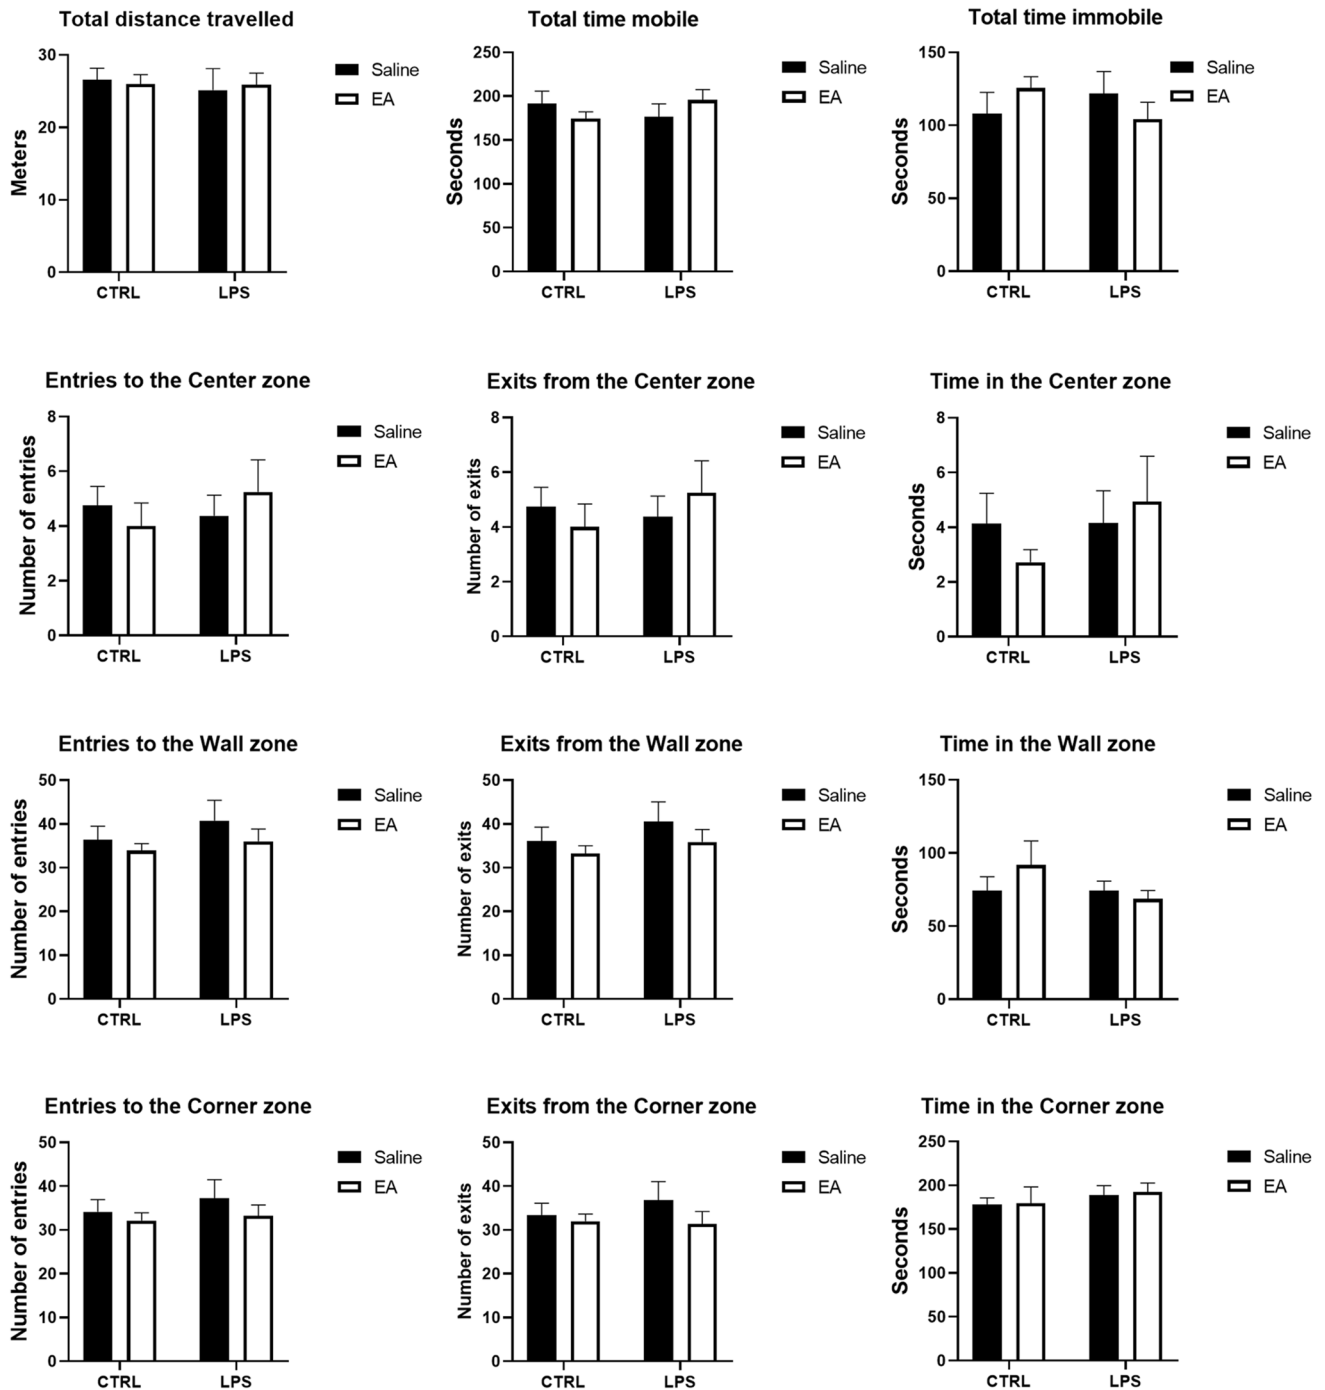 Total distance travelled
Meters
30
20
10
0
CTRL
LPS
Saline
EA
Total time mobile
Seconds
250
200
150
100
50
0
CTRL
LPS
Saline
EA
Total time immobile
Seconds
150
100
50
0
CTRL
LPS
Saline
EA
Entries to the Center zone
Number of entries
8
6
4
2
0
CTRL
LPS
Saline
EA
Exits from the Center zone
Number of exits
8
6
4
2
0
CTRL
LPS
Saline
EA
Time in the Center zone
Seconds
8
6
4
2
0
CTRL
LPS
Saline
EA
Entries to the Wall zone
Number of entries
50
40
30
20
10
0
CTRL
LPS
Saline
EA
Exits from the Wall zone
Number of exits
50
40
30
20
10
0
CTRL
LPS
Saline
EA
Time in the Wall zone
Seconds
150
100
50
0
CTRL
LPS
Saline
EA
Entries to the Corner zone
Number of entries
50
40
30
20
10
0
CTRL
LPS
Saline
EA
Exits from the Corner zone
Number of exits
50
40
30
20
10
0
CTRL
LPS
Saline
EA
Time in the Corner zone
Seconds
250
200
150
100
50
0
CTRL
LPS
Saline
EA